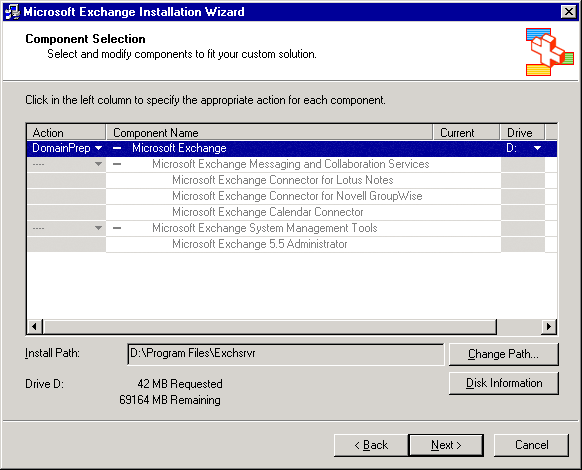 Microsoft Exchange Installation Wizard
Component Selection
Select and modify components to fit your custom solution.
Click in the left column to specify the appropriate action for each component.
Action Component Name Current Drive
DomainPrep Microsoft Exchange D:
---- Microsoft Exchange Messaging and Collaboration Services
Microsoft Exchange Connector for Lotus Notes
Microsoft Exchange Connector for Novell GroupWise
Microsoft Exchange Calendar Connector
---- Microsoft Exchange System Management Tools
Microsoft Exchange 5.5 Administrator
Install Path: D:\Program Files\Exchsrvr Change Path...
Drive D: 42 MB Requested Disk Information
69164 MB Remaining
< Back Next > Cancel